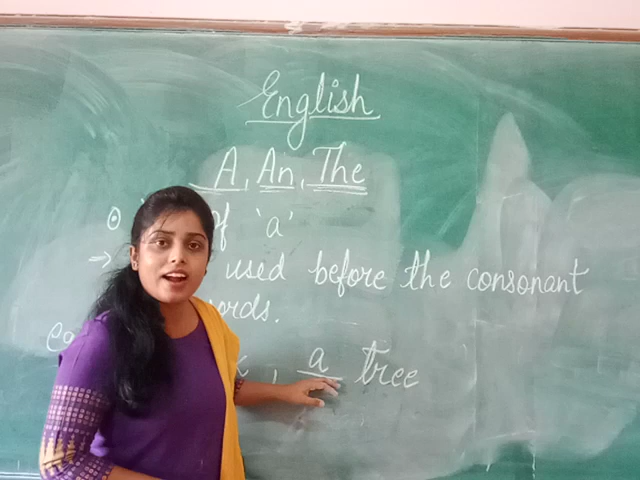 English
A, An, The
of 'a'
→ used before the consonant
words.
, a tree